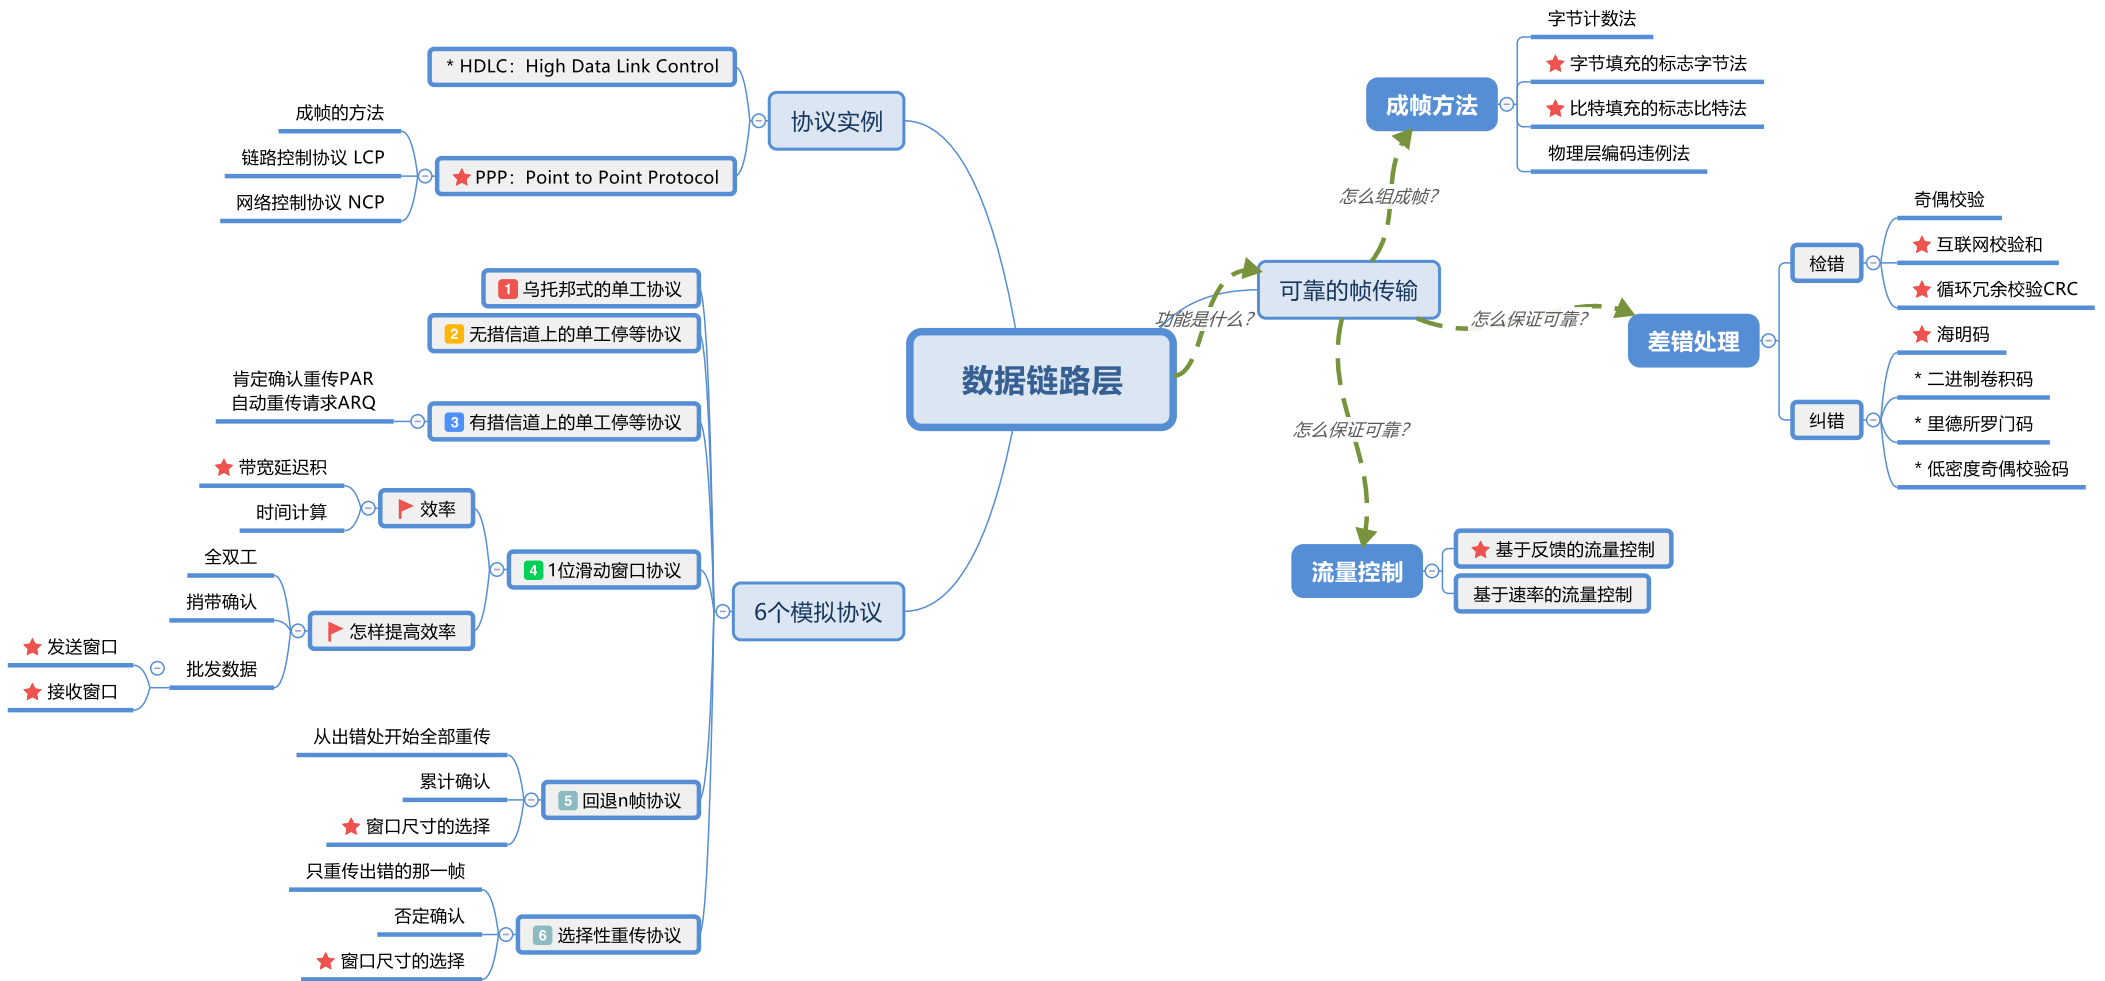 数据链路层
协议实例
* HDLC：High Data Link Control
PPP：Point to Point Protocol
成帧的方法
链路控制协议 LCP
网络控制协议 NCP
6个模拟协议
1 乌托邦式的单工协议
2 无措信道上的单工停等协议
3 有措信道上的单工停等协议
肯定确认重传PAR
自动重传请求ARQ
4 1位滑动窗口协议
效率
带宽延迟积
时间计算
怎样提高效率
全双工
捎带确认
批发数据
发送窗口
接收窗口
5 回退n帧协议
从出错处开始全部重传
累计确认
窗口尺寸的选择
6 选择性重传协议
只重传出错的那一帧
否定确认
窗口尺寸的选择
功能是什么？
可靠的帧传输
怎么组成帧？
成帧方法
字节计数法
字节填充的标志字节法
比特填充的标志比特法
物理层编码违例法
怎么保证可靠？
差错处理
检错
奇偶校验
互联网校验和
循环冗余校验CRC
纠错
海明码
* 二进制卷积码
* 里德所罗门码
* 低密度奇偶校验码
怎么保证可靠？
流量控制
基于反馈的流量控制
基于速率的流量控制